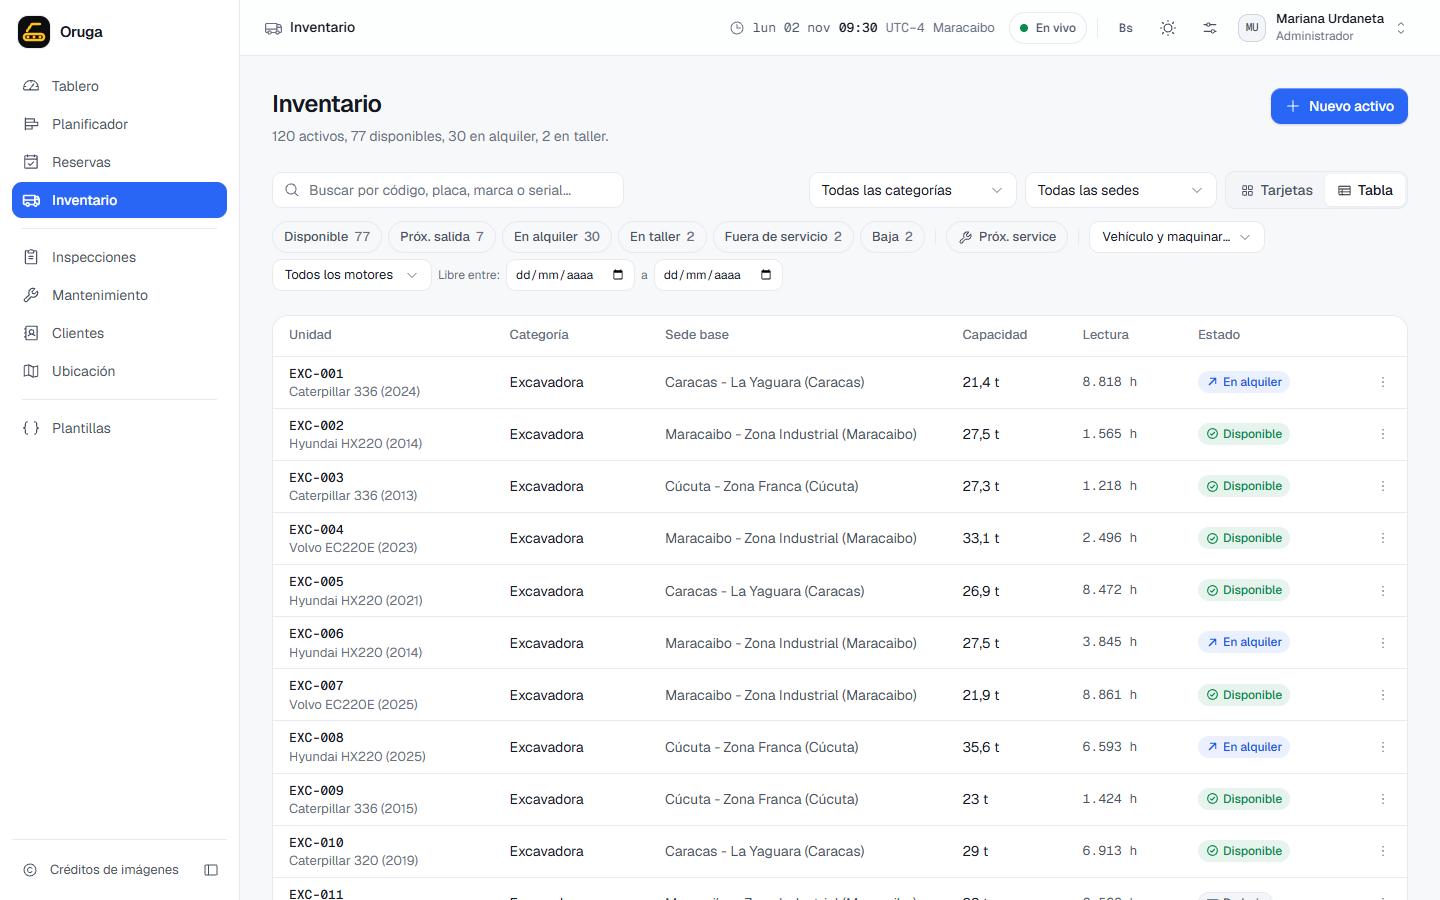 Oruga
Tablero
Planificador
Reservas
Inventario
Inspecciones
Mantenimiento
Clientes
Ubicación
Plantillas
Créditos de imágenes
Inventario
lun 02 nov 09:30 UTC-4 Maracaibo
En vivo
Bs
MU
Mariana Urdaneta
Administrador
Inventario
120 activos, 77 disponibles, 30 en alquiler, 2 en taller.
Nuevo activo
Buscar por código, placa, marca o serial...
Todas las categorías
Todas las sedes
Tarjetas
Tabla
Disponible 77
Próx. salida 7
En alquiler 30
En taller 2
Fuera de servicio 2
Baja 2
Próx. service
Vehículo y maquinar...
Todos los motores
Libre entre:
dd/mm/aaaa
a
dd/mm/aaaa
Unidad Categoría Sede base Capacidad Lectura Estado
EXC-001
Caterpillar 336 (2024)
Excavadora Caracas - La Yaguara (Caracas) 21,4 t 8.818 h En alquiler
EXC-002
Hyundai HX220 (2014)
Excavadora Maracaibo - Zona Industrial (Maracaibo) 27,5 t 1.565 h Disponible
EXC-003
Caterpillar 336 (2013)
Excavadora Cúcuta - Zona Franca (Cúcuta) 27,3 t 1.218 h Disponible
EXC-004
Volvo EC220E (2023)
Excavadora Maracaibo - Zona Industrial (Maracaibo) 33,1 t 2.496 h Disponible
EXC-005
Hyundai HX220 (2021)
Excavadora Caracas - La Yaguara (Caracas) 26,9 t 8.472 h Disponible
EXC-006
Hyundai HX220 (2014)
Excavadora Maracaibo - Zona Industrial (Maracaibo) 27,5 t 3.845 h En alquiler
EXC-007
Volvo EC220E (2025)
Excavadora Maracaibo - Zona Industrial (Maracaibo) 21,9 t 8.861 h Disponible
EXC-008
Hyundai HX220 (2025)
Excavadora Cúcuta - Zona Franca (Cúcuta) 35,6 t 6.593 h En alquiler
EXC-009
Caterpillar 336 (2015)
Excavadora Cúcuta - Zona Franca (Cúcuta) 23 t 1.424 h Disponible
EXC-010
Caterpillar 320 (2019)
Excavadora Caracas - La Yaguara (Caracas) 29 t 6.913 h Disponible
EXC-011